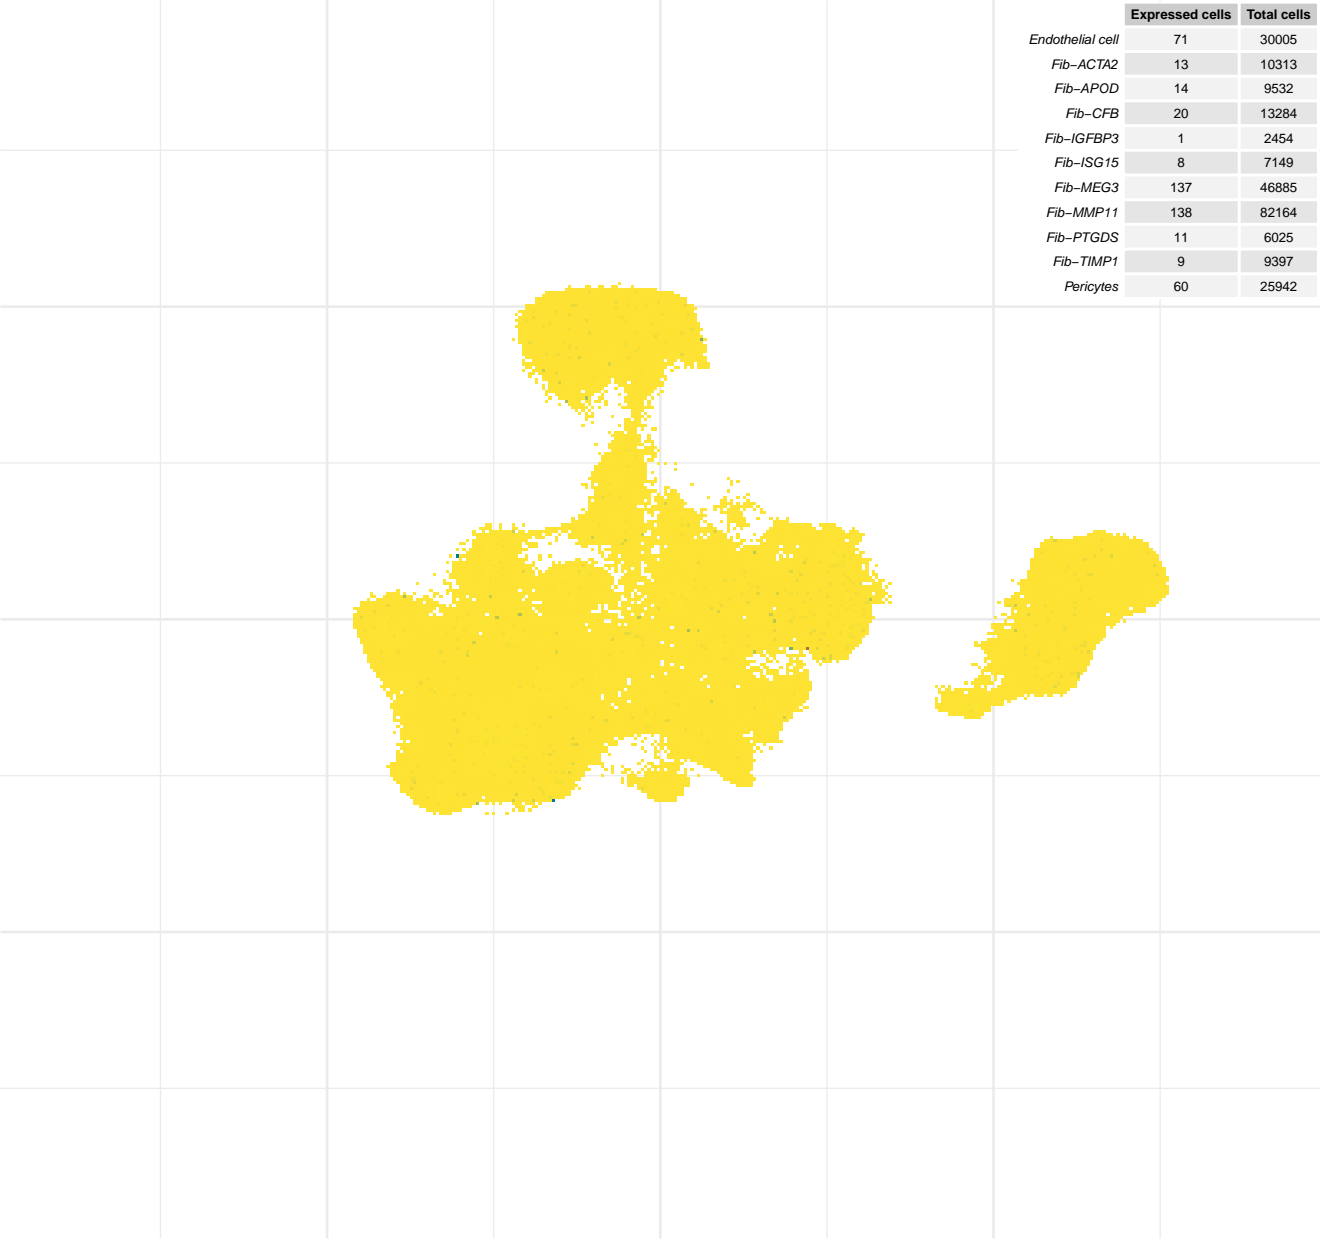 Expressed cells Total cells
Endothelial cell 71 30005
Fib−ACTA2 13 10313
Fib−APOD 14 9532
Fib−CFB 20 13284
Fib−IGFBP3 1 2454
Fib−ISG15 8 7149
Fib−MEG3 137 46885
Fib−MMP11 138 82164
Fib−PTGDS 11 6025
Fib−TIMP1 9 9397
Pericytes 60 25942